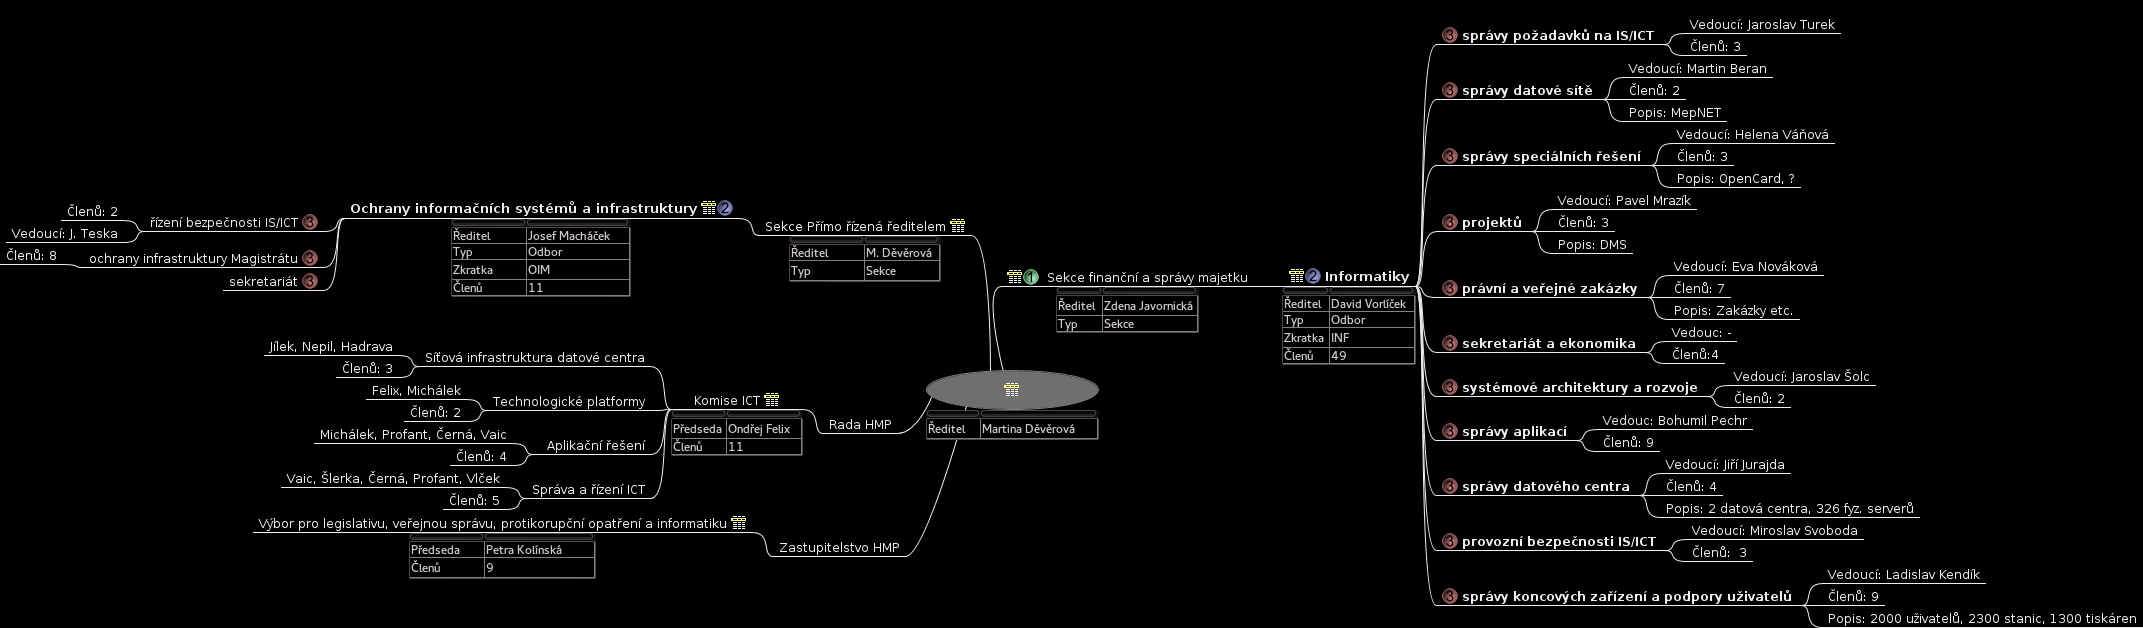 Členů: 2
Vedoucí: J. Teska
řízení bezpečnosti IS/ICT 3
Členů: 8
ochrany infrastruktury Magistrátu 3
sekretariát 3
Ochrany informačních systémů a infrastruktury 2
Ředitel Josef Macháček
Typ Odbor
Zkratka OIM
Členů 11
Sekce Přímo řízená ředitelem
Ředitel M. Děvěrová
Typ Sekce
Jílek, Nepil, Hadrava
Členů: 3
Síťová infrastruktura datové centra
Felix, Michálek
Členů: 2
Technologické platformy
Michálek, Profant, Černá, Vaic
Členů: 4
Aplikační řešení
Vaic, Šlerka, Černá, Profant, Vlček
Členů: 5
Správa a řízení ICT
Komise ICT
Předseda Ondřej Felix
Členů 11
Rada HMP
Výbor pro legislativu, veřejnou správu, protikorupční opatření a informatiku
Předseda Petra Kolínská
Členů 9
Zastupitelstvo HMP
Ředitel Martina Děvěrová
1 Sekce finanční a správy majetku
Ředitel Zdena Javornická
Typ Sekce
2 Informatiky
Ředitel David Vorlíček
Typ Odbor
Zkratka INF
Členů 49
3 správy požadavků na IS/ICT
Vedoucí: Jaroslav Turek
Členů: 3
3 správy datové sítě
Vedoucí: Martin Beran
Členů: 2
Popis: MepNET
3 správy speciálních řešení
Vedoucí: Helena Váňová
Členů: 3
Popis: OpenCard, ?
3 projektů
Vedoucí: Pavel Mrazík
Členů: 3
Popis: DMS
3 právní a veřejné zakázky
Vedoucí: Eva Nováková
Členů: 7
Popis: Zakázky etc.
3 sekretariát a ekonomika
Vedouc: -
Členů:4
3 systémové architektury a rozvoje
Vedoucí: Jaroslav Šolc
Členů: 2
3 správy aplikací
Vedouc: Bohumil Pechr
Členů: 9
3 správy datového centra
Vedoucí: Jiří Jurajda
Členů: 4
Popis: 2 datová centra, 326 fyz. serverů
3 provozní bezpečnosti IS/ICT
Vedoucí: Miroslav Svoboda
Členů: 3
3 správy koncových zařízení a podpory uživatelů
Vedoucí: Ladislav Kendík
Členů: 9
Popis: 2000 uživatelů, 2300 stanic, 1300 tiskáren